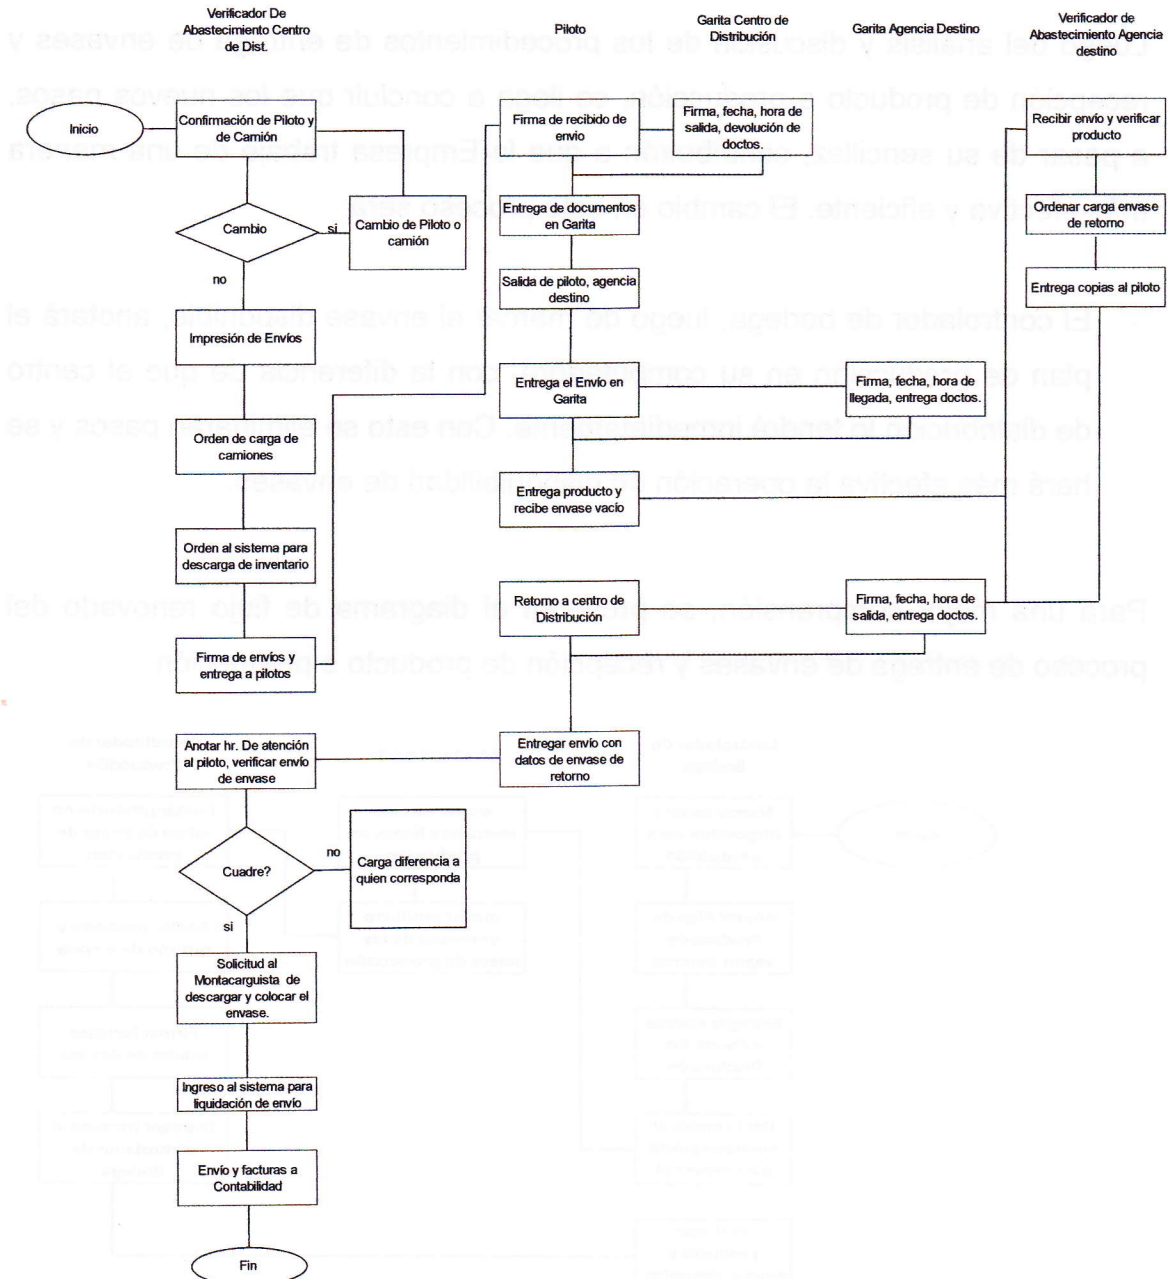 Verificador De
Abastecimiento Centro
de Dist.
Piloto
Garita Centro de
Distribución
Garita Agencia Destino
Verificador de
Abastecimiento Agencia
destino
Inicio
Confirmación de Piloto y
de Camión
Cambio
si
Cambio de Piloto o
camión
no
Impresión de Envíos
Orden de carga de
camiones
Orden al sistema para
descarga de inventario
Firma de envíos y
entrega a pilotos
Firma de recibido de
envio
Firma, fecha, hora de
salida, devolución de
doctos.
Entrega de documentos
en Garita
Salida de piloto, agencia
destino
Entrega el Envío en
Garita
Firma, fecha, hora de
llegada, entrega doctos.
Entrega producto y
recibe envase vacío
Recibir envío y verificar
producto
Ordenar carga envase
de retorno
Entrega copias al piloto
Firma, fecha, hora de
salida, entrega doctos.
Retorno a centro de
Distribución
Entregar envío con
datos de envase de
retorno
Anotar hr. De atención
al piloto, verificar envío
de envase
Cuadre?
no
Carga diferencia a
quien corresponda
si
Solicitud al
Montacarguista de
descargar y colocar el
envase.
Ingreso al sistema para
liquidación de envío
Envío y facturas a
Contabilidad
Fin